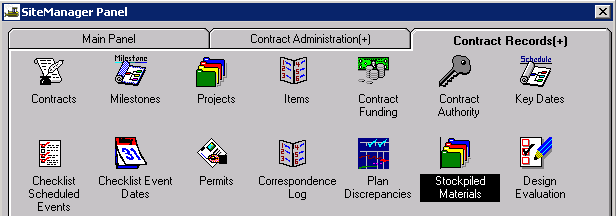 SiteManager Panel
Main Panel Contract Administration(+) Contract Records(+)
Milestone Schedule
Contracts Milestones Projects Items Contract Funding Contract Authority Key Dates
31
Checklist Scheduled Events Checklist Event Dates Permits Correspondence Log Plan Discrepancies Stockpiled Materials Design Evaluation